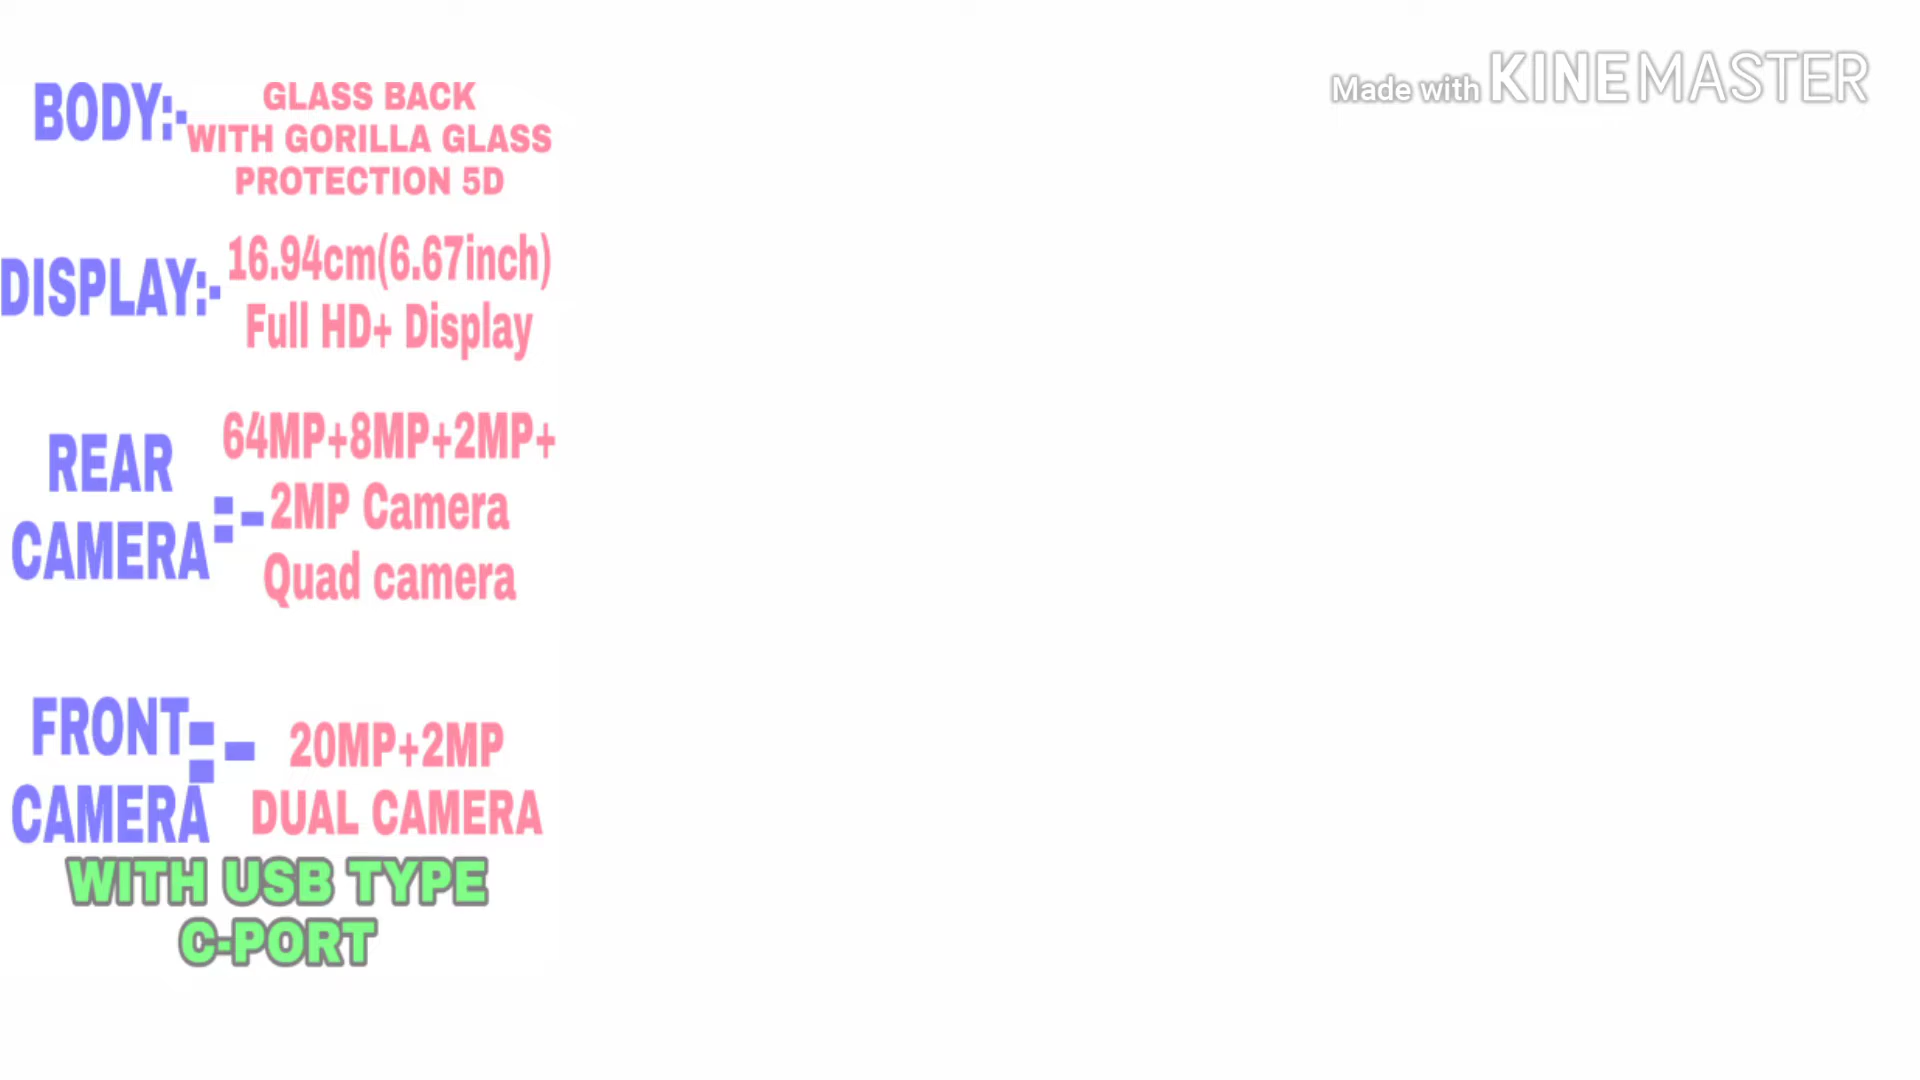 Made with KINEMASTER
BODY:-
GLASS BACK
WITH GORILLA GLASS
PROTECTION 5D
DISPLAY:-
16.94cm(6.67inch)
Full HD+ Display
REAR
CAMERA:-
64MP+8MP+2MP+
2MP Camera
Quad camera
FRONT:-
CAMERA
20MP+2MP
DUAL CAMERA
WITH USB TYPE
C-PORT